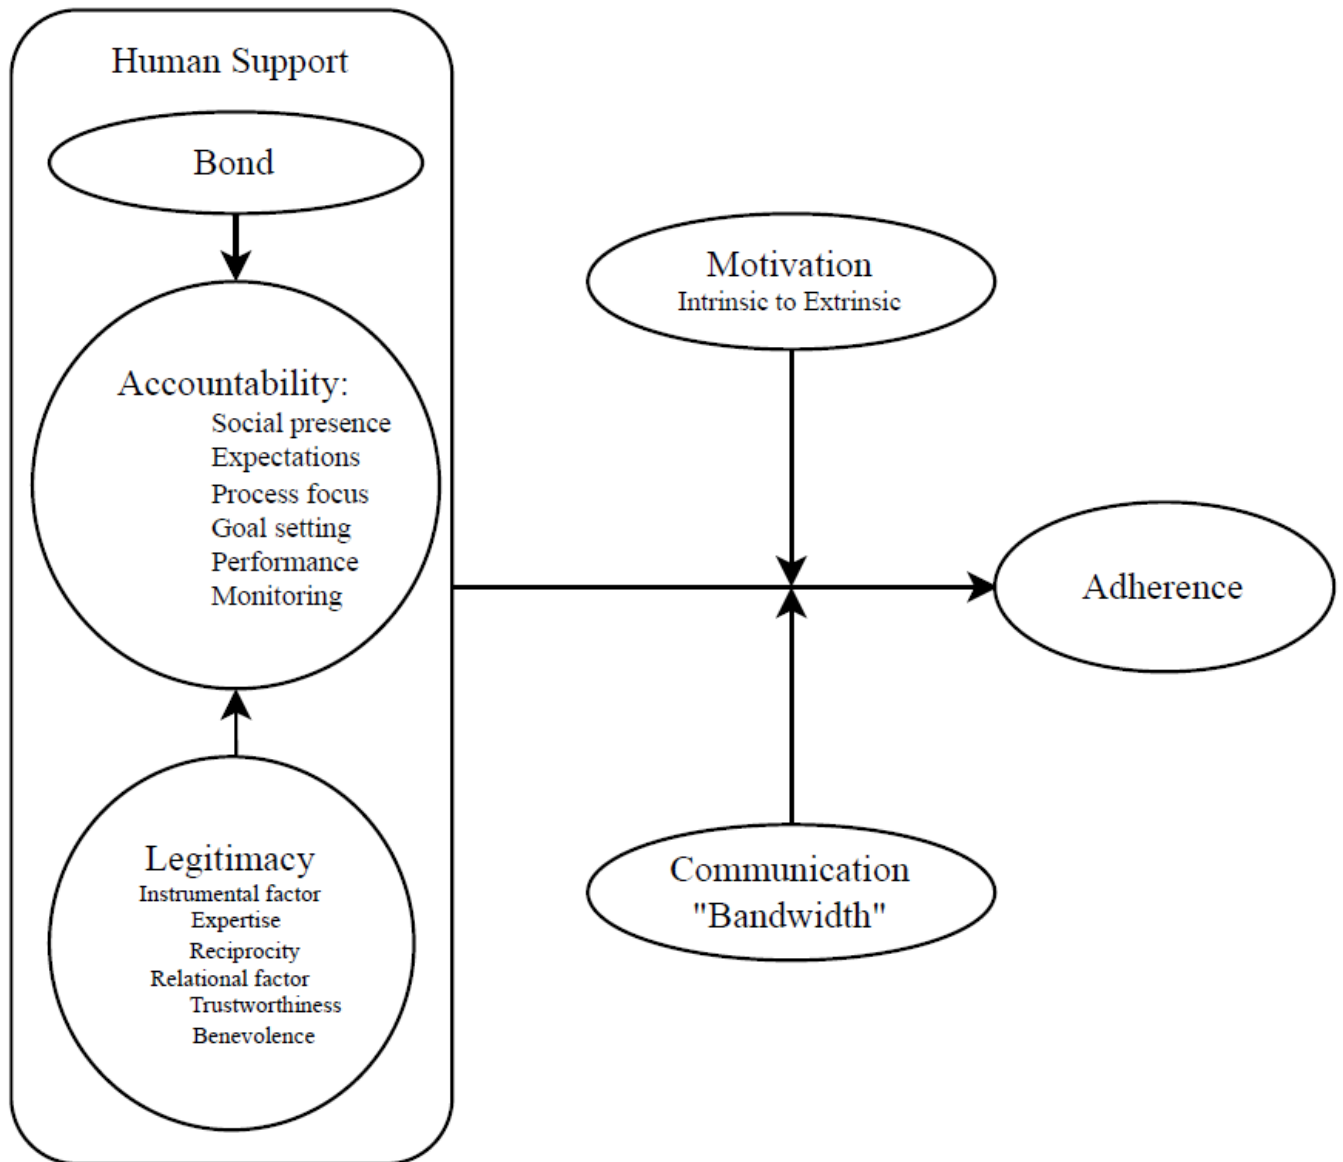 Human Support
Bond
Accountability:
Social presence
Expectations
Process focus
Goal setting
Performance
Monitoring
Legitimacy
Instrumental factor
Expertise
Reciprocity
Relational factor
Trustworthiness
Benevolence
Motivation
Intrinsic to Extrinsic
Communication
"Bandwidth"
Adherence